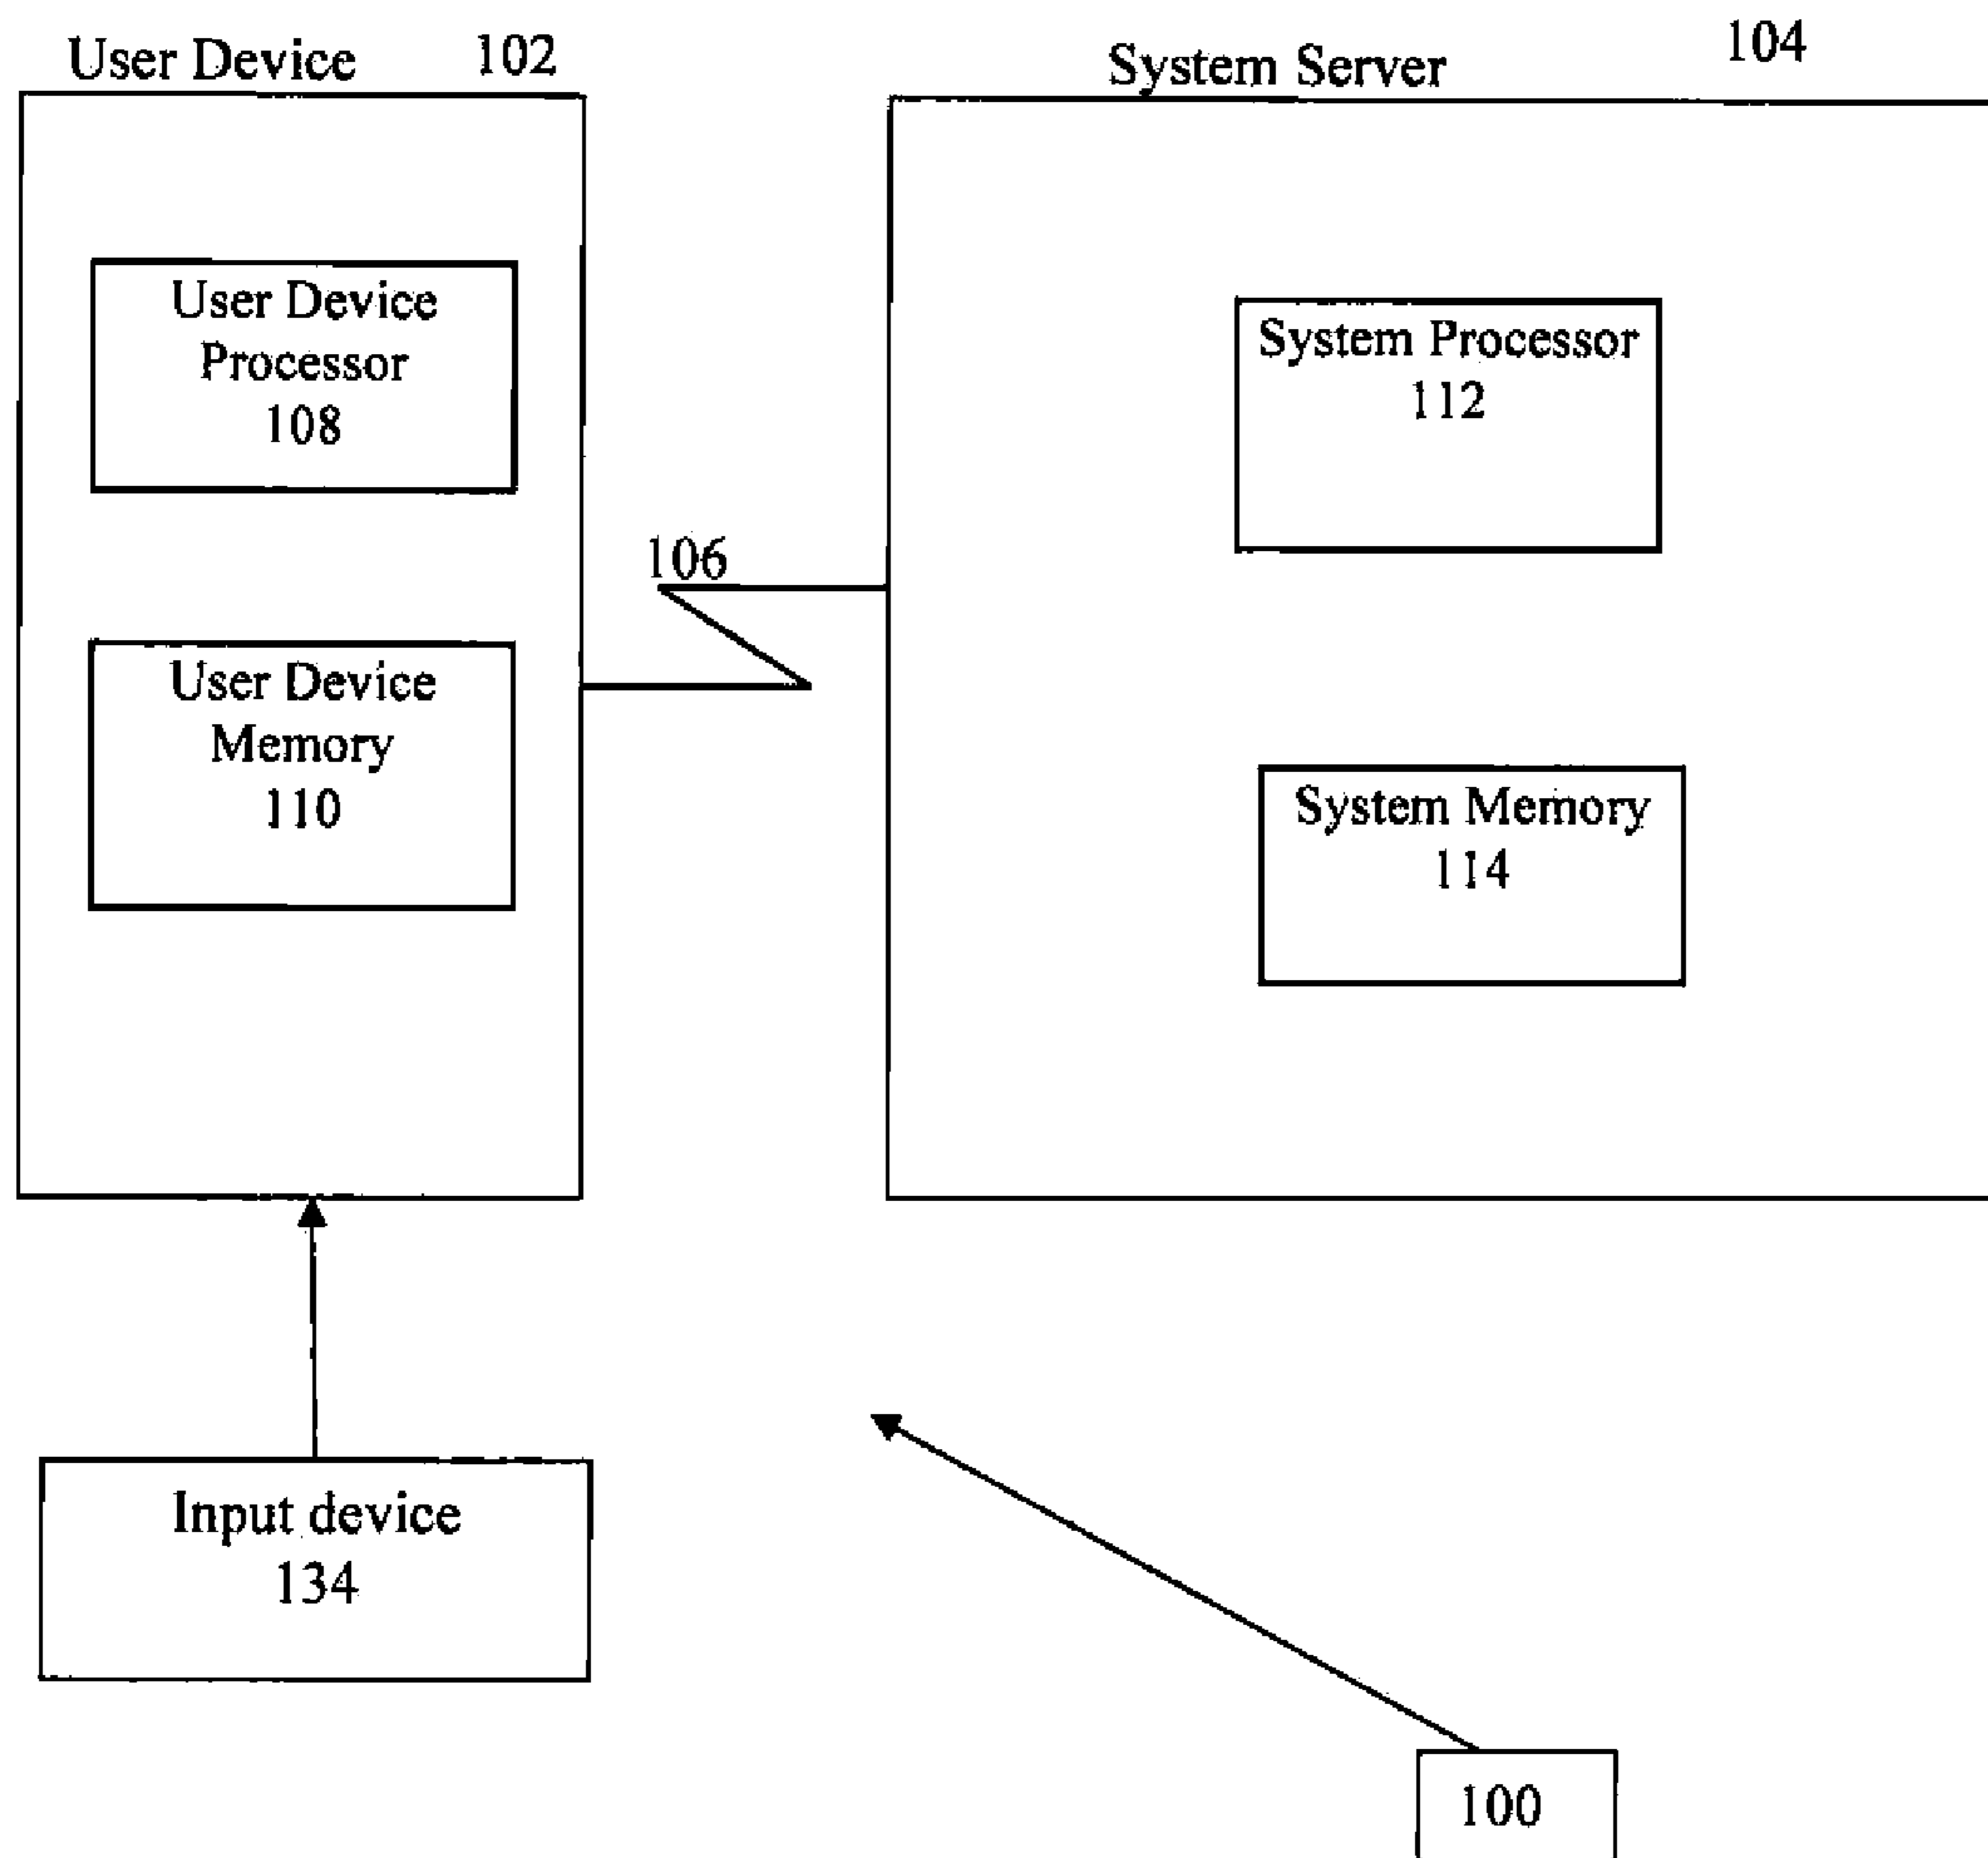 User Device 102
System Server 104
User Device
Processor
108
System Processor
112
106
User Device
Memory
110
System Memory
114
Input device
134
100